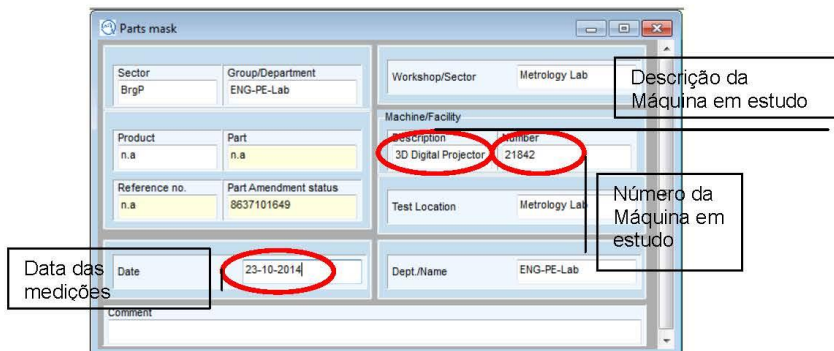 Parts mask
Sector
Group/Department
BrgP
ENG-PE-Lab
Workshop/Sector
Metrology Lab
Descrição da
Máquina em estudo
Product
Part
n.a
n.a
Machine/Facility
Description
Number
3D Digital Projector
21842
Reference no.
Part Amendment status
n.a
8637101649
Test Location
Metrology Lab
Número da
Máquina em
estudo
Data das
medições
Date
23-10-2014
Dept./Name
ENG-PE-Lab
Comment